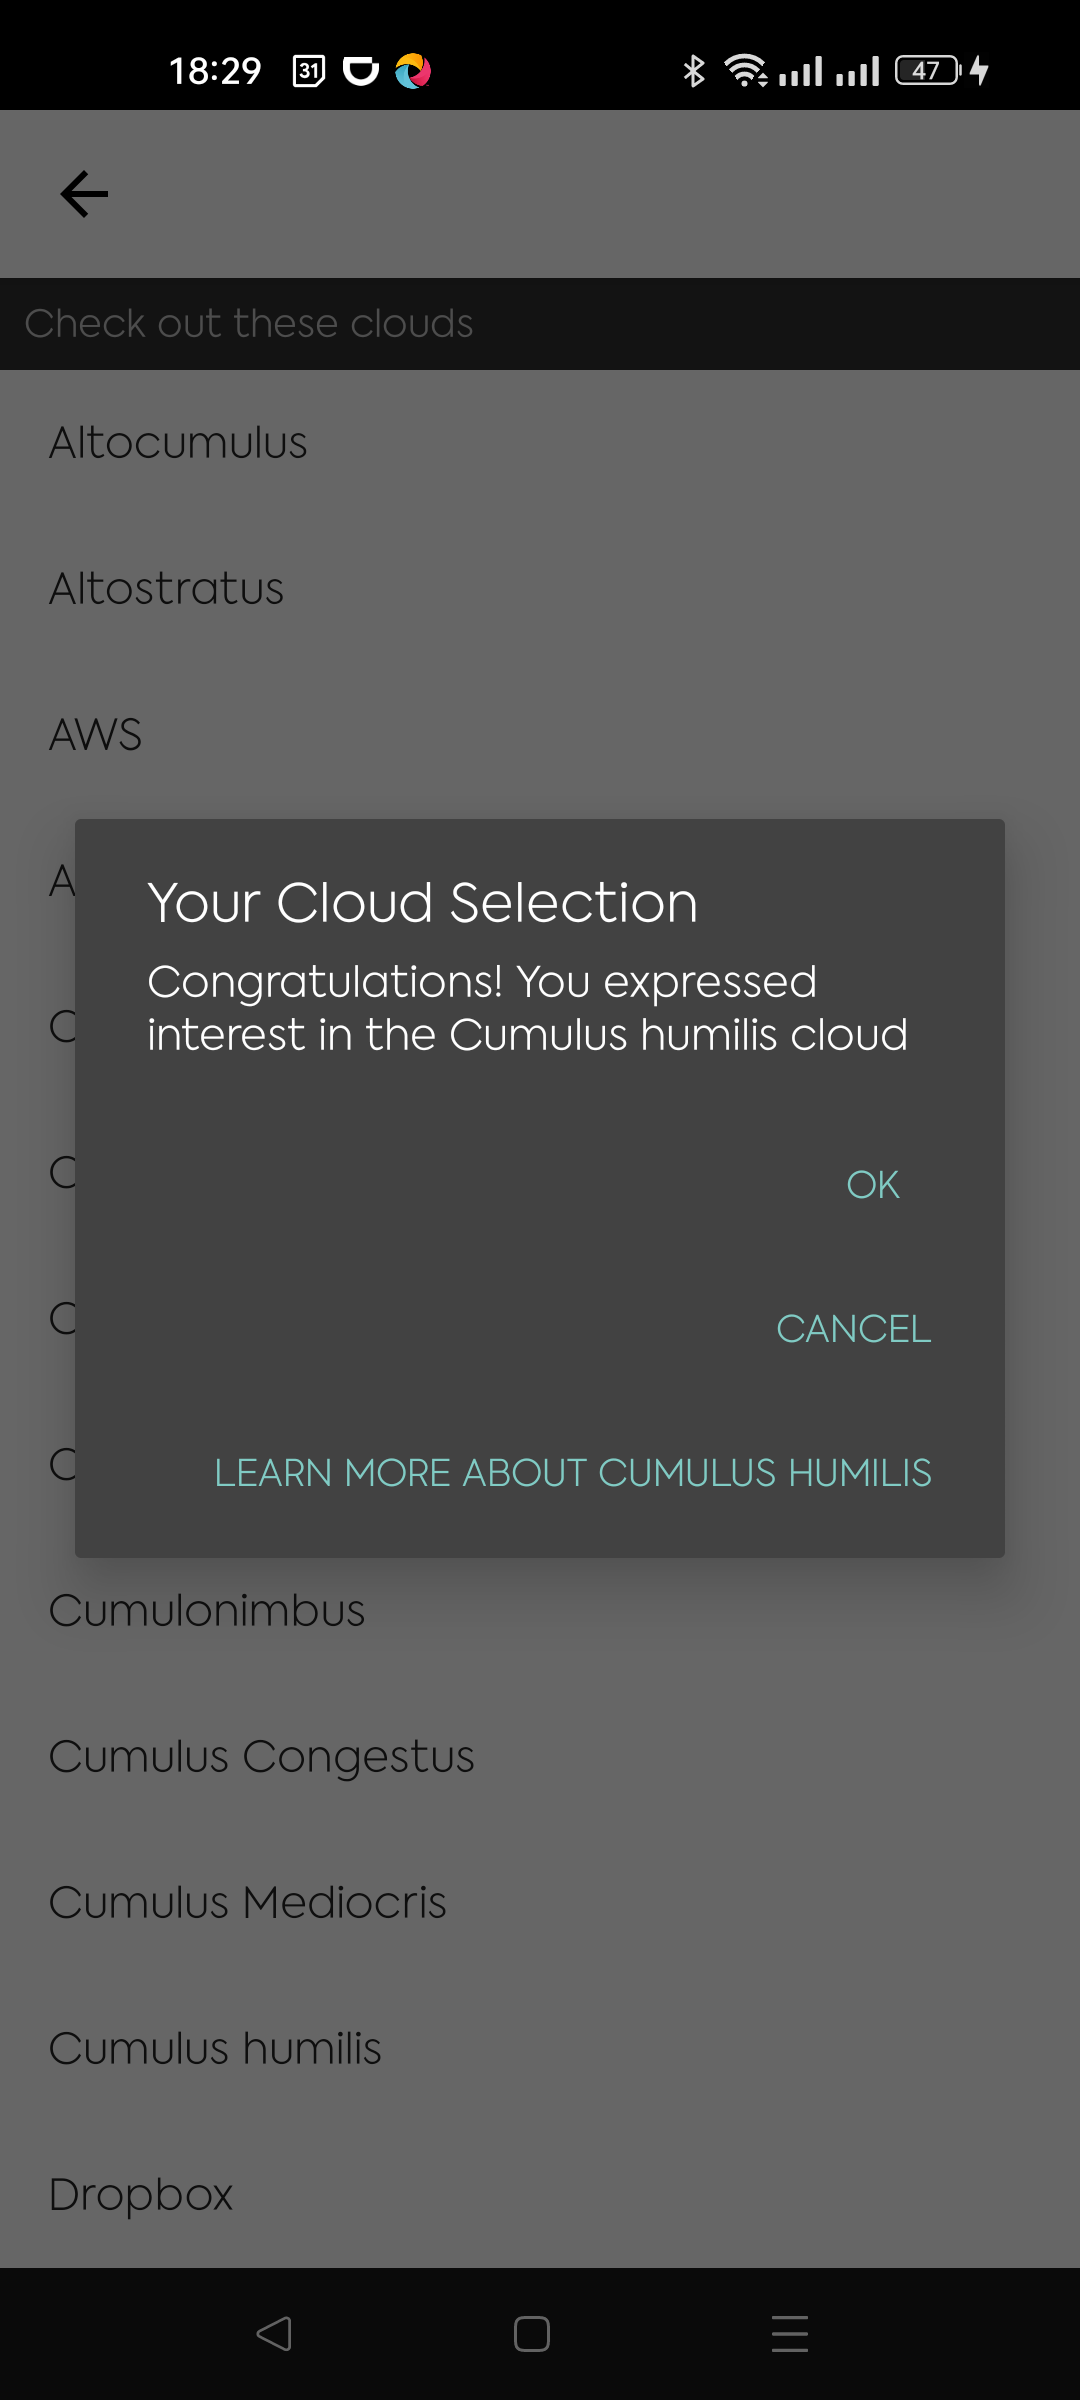 18:29
31
47
Check out these clouds
Altocumulus
Altostratus
AWS
Your Cloud Selection
Congratulations! You expressed
interest in the Cumulus humilis cloud
OK
CANCEL
LEARN MORE ABOUT CUMULUS HUMILIS
Cumulonimbus
Cumulus Congestus
Cumulus Mediocris
Cumulus humilis
Dropbox